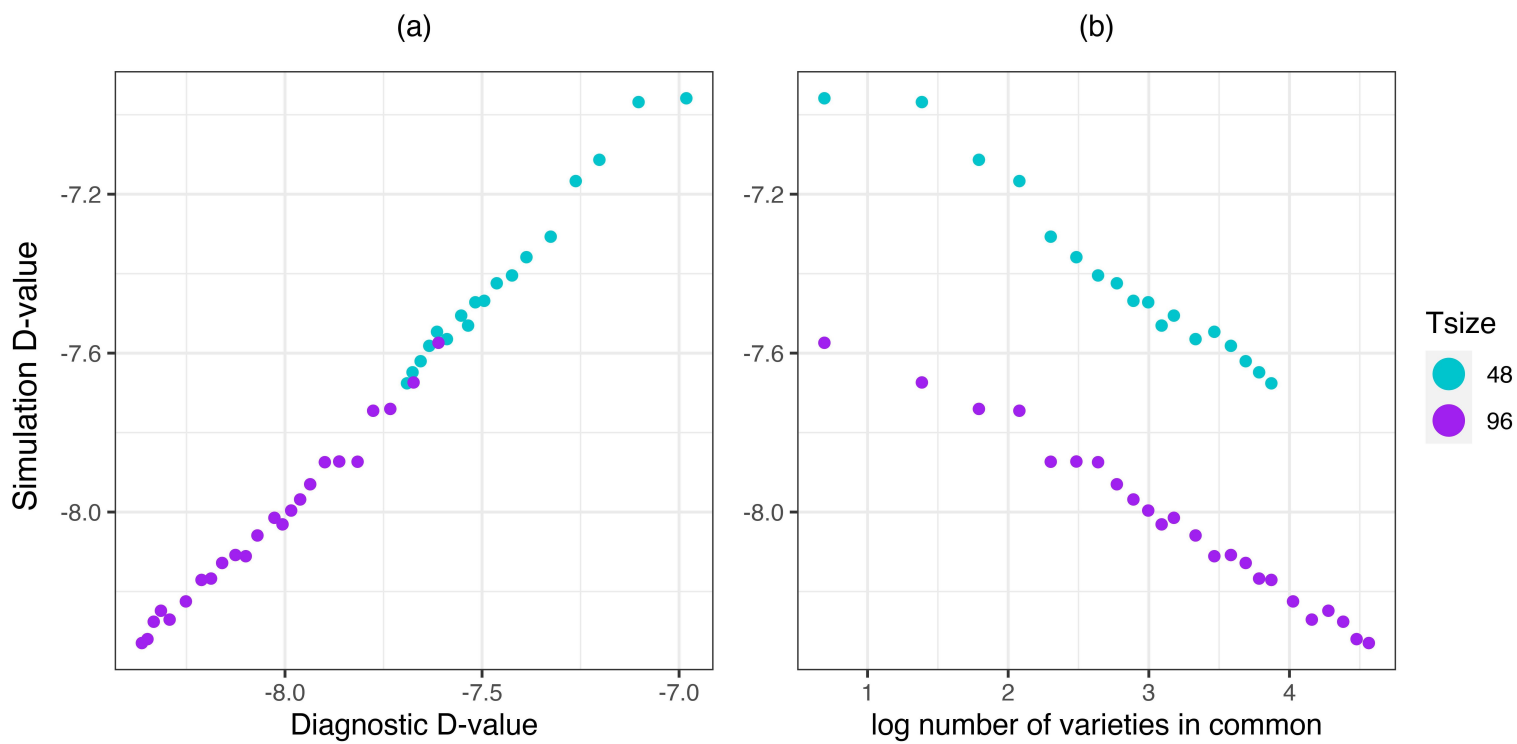 (a)
(b)
Simulation D-value
-7.2
-7.6
-8.0
-8.0
-7.5
-7.0
Diagnostic D-value
-7.2
-7.6
-8.0
1
2
3
4
log number of varieties in common
Tsize
48
96